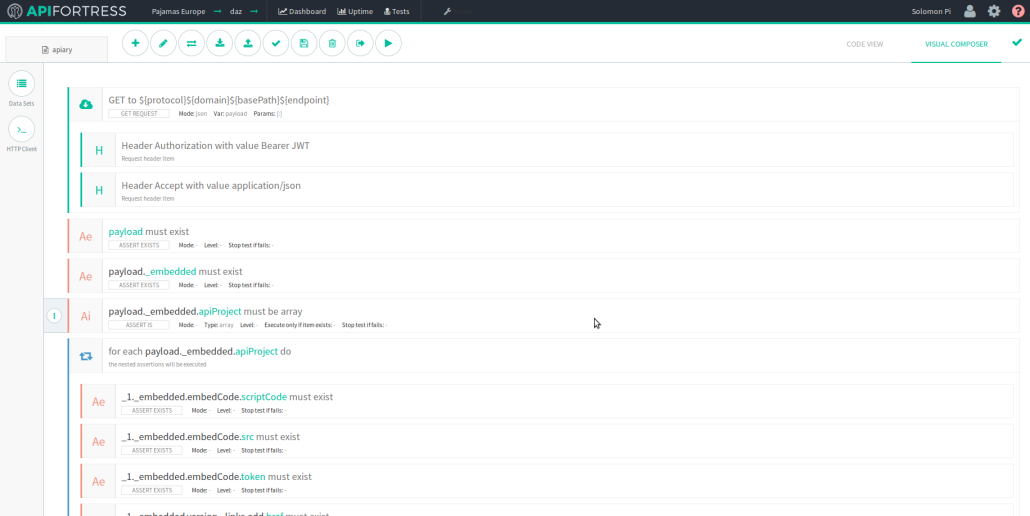 APIFORTRESS
Pajamas Europe → daz → Dashboard Uptime Tests Solomon Pi
apiary
CODE VIEW VISUAL COMPOSER
Data Sets
HTTP Client
GET to ${protocol}${domain}${basePath}${endpoint}
GET REQUEST Mode: json Var: payload Params: [:]
H Header Authorization with value Bearer JWT
Request header item
H Header Accept with value application/json
Request header item
Ae payload must exist
ASSERT EXISTS Mode: - Level: - Stop test if fails: -
Ae payload._embedded must exist
ASSERT EXISTS Mode: - Level: - Stop test if fails: -
1 Ai payload._embedded.apiProject must be array
ASSERT IS Mode: - Type: array Level: - Execute only if item exists: - Stop test if fails: -
for each payload._embedded.apiProject do
the nested assertions will be executed
Ae _1._embedded.embedCode.scriptCode must exist
ASSERT EXISTS Mode: - Level: - Stop test if fails: -
Ae _1._embedded.embedCode.src must exist
ASSERT EXISTS Mode: - Level: - Stop test if fails: -
Ae _1._embedded.embedCode.token must exist
ASSERT EXISTS Mode: - Level: - Stop test if fails: -